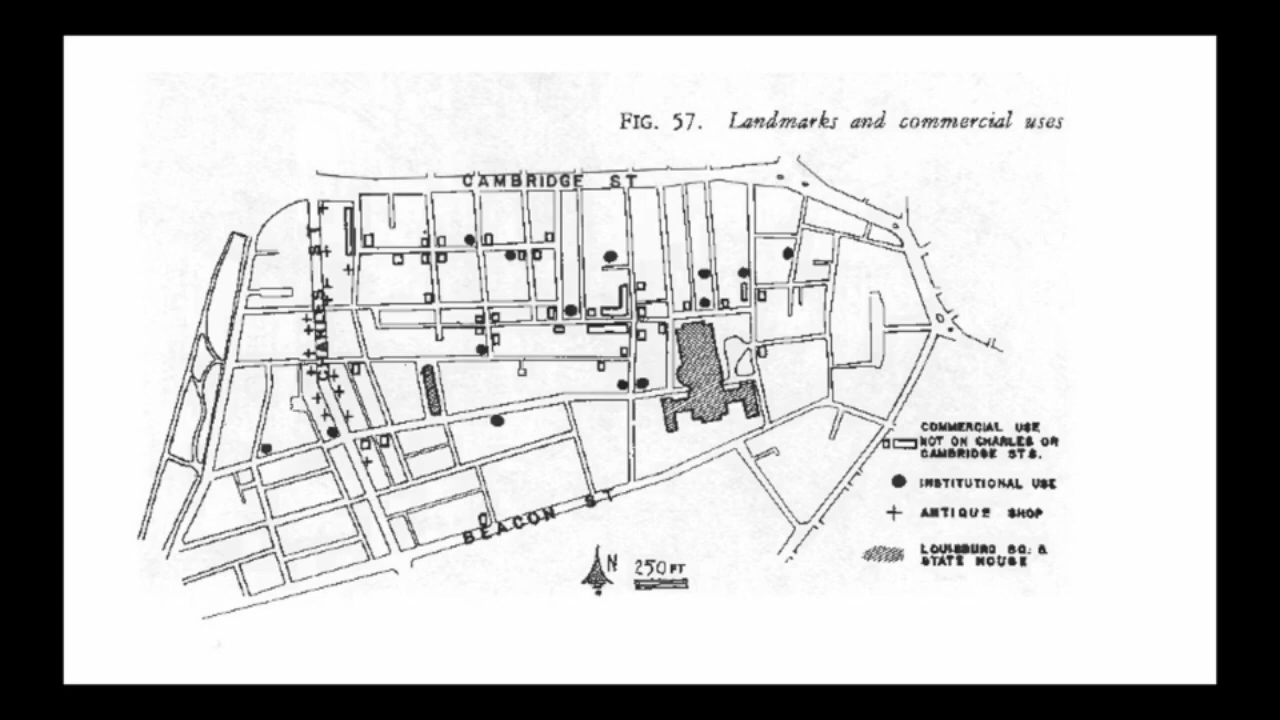 FIG. 57. Landmarks and commercial uses
CAMBRIDGE ST
CHARLES ST
BEACON ST
N
250 FT
COMMERCIAL USE
NOT ON CHARLES OR
CAMBRIDGE STS.
INSTITUTIONAL USE
ANTIQUE SHOP
LOUISBURG SQ. &
STATE HOUSE